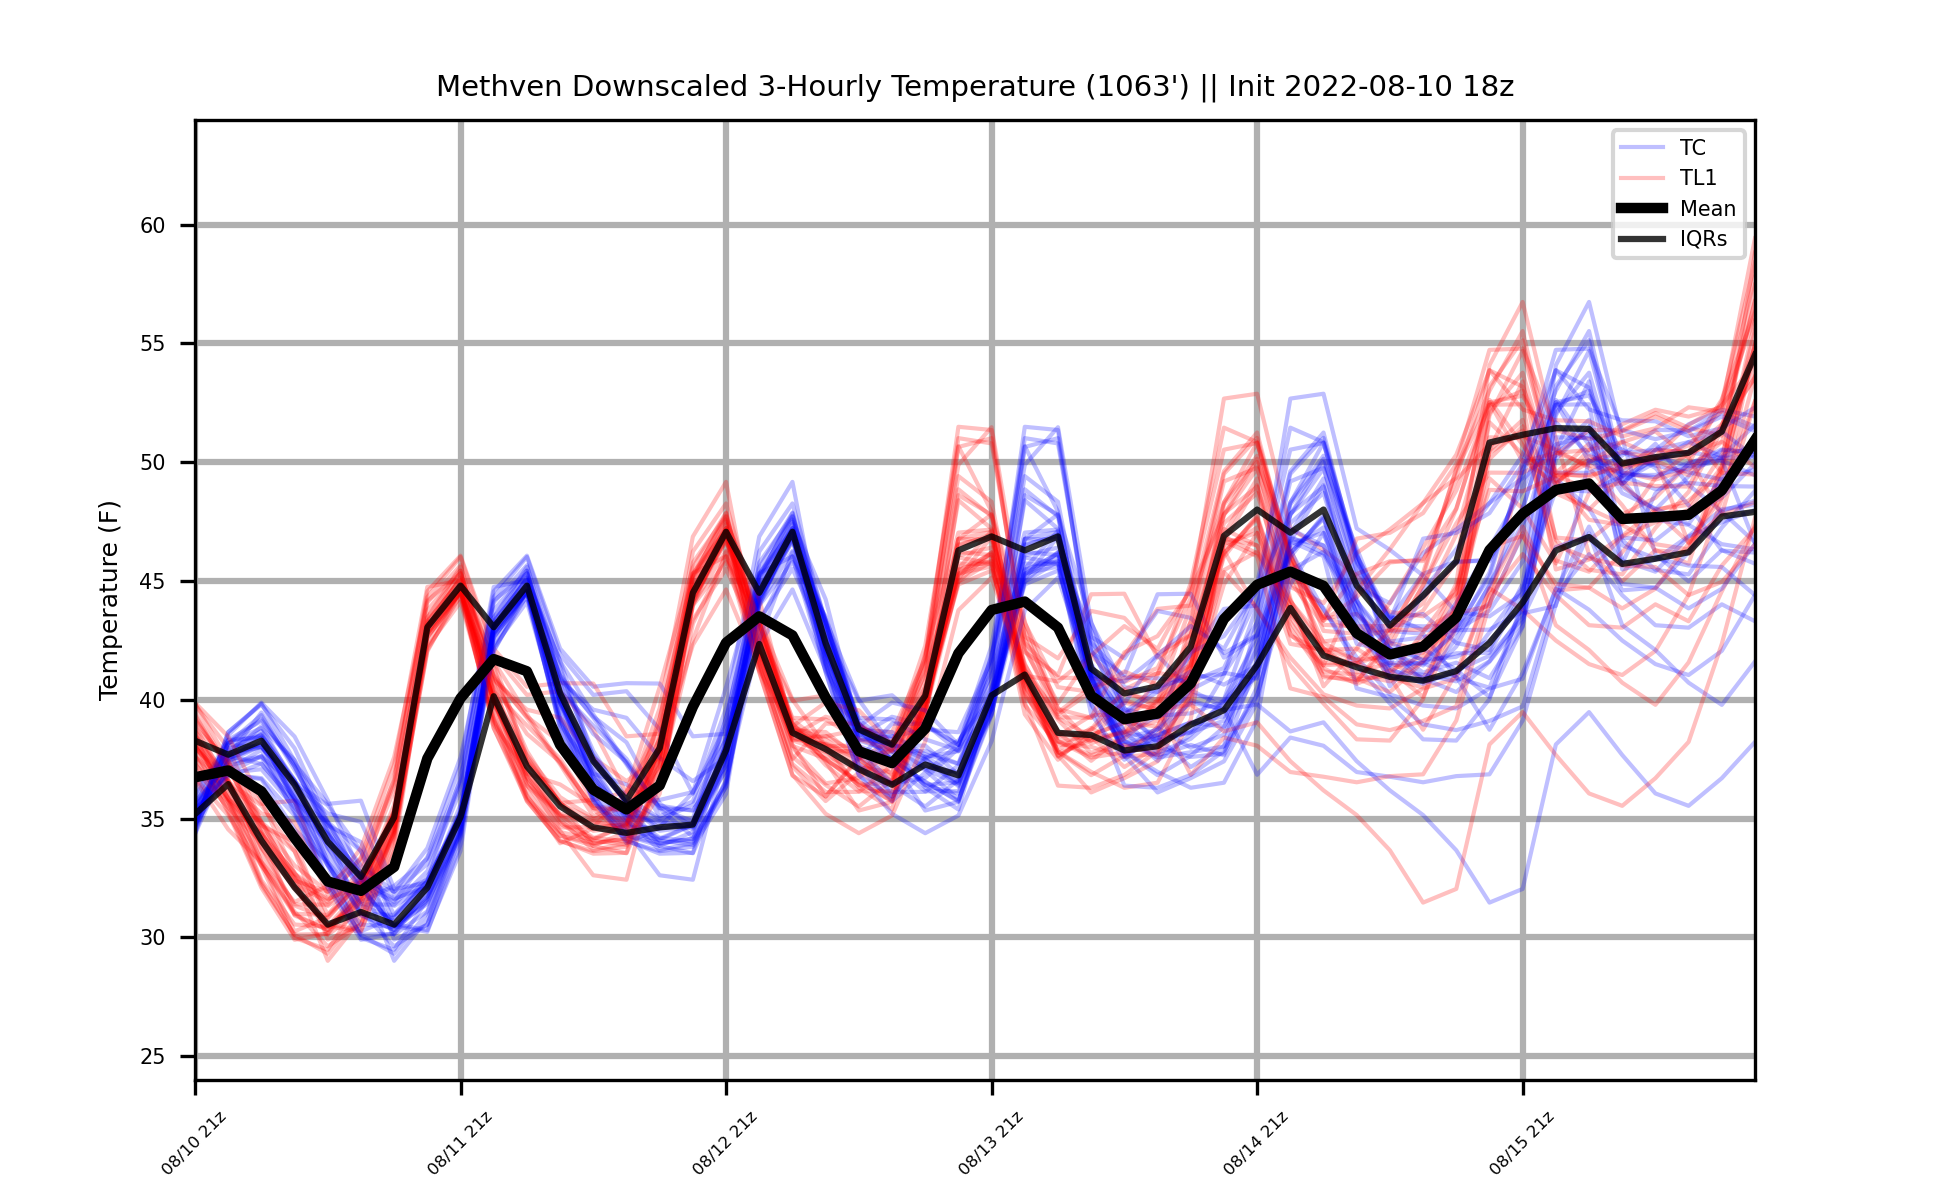 Methven Downscaled 3-Hourly Temperature (1063') || Init 2022-08-10 18z
TC
TL1
Mean
IQRs
Temperature (F)
60
55
50
45
40
35
30
25
08/10 21z
08/11 21z
08/12 21z
08/13 21z
08/14 21z
08/15 21z